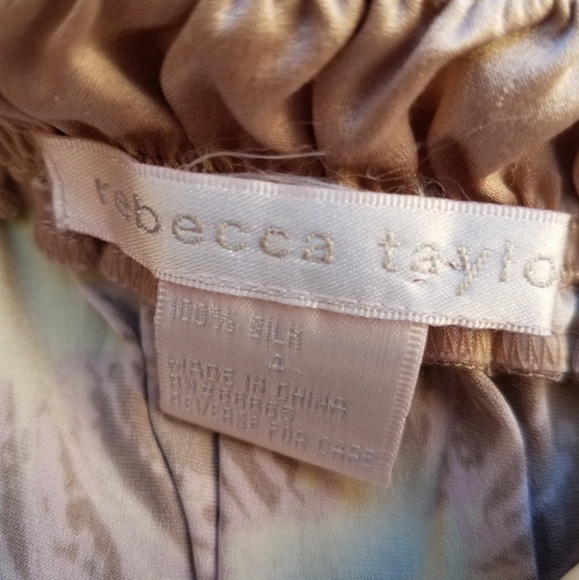 rebecca taylo
100% SILK
4
MADE IN CHINA
REVERSE FOR CARE